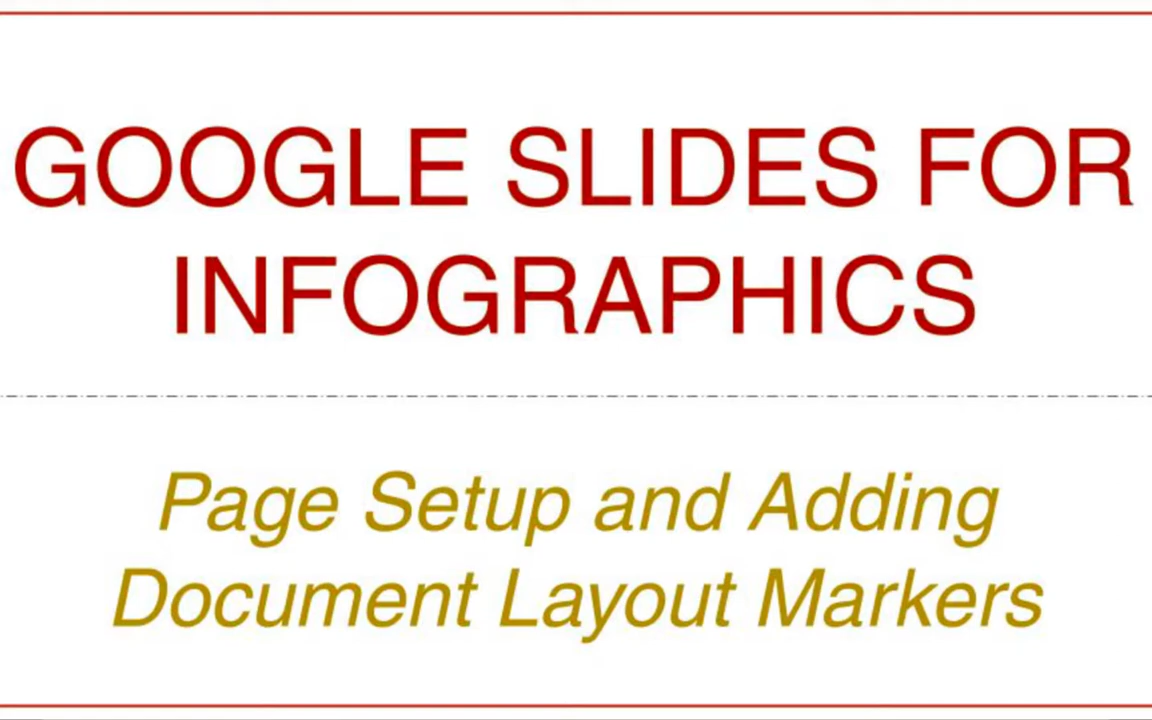 GOOGLE SLIDES FOR
INFOGRAPHICS
Page Setup and Adding
Document Layout Markers